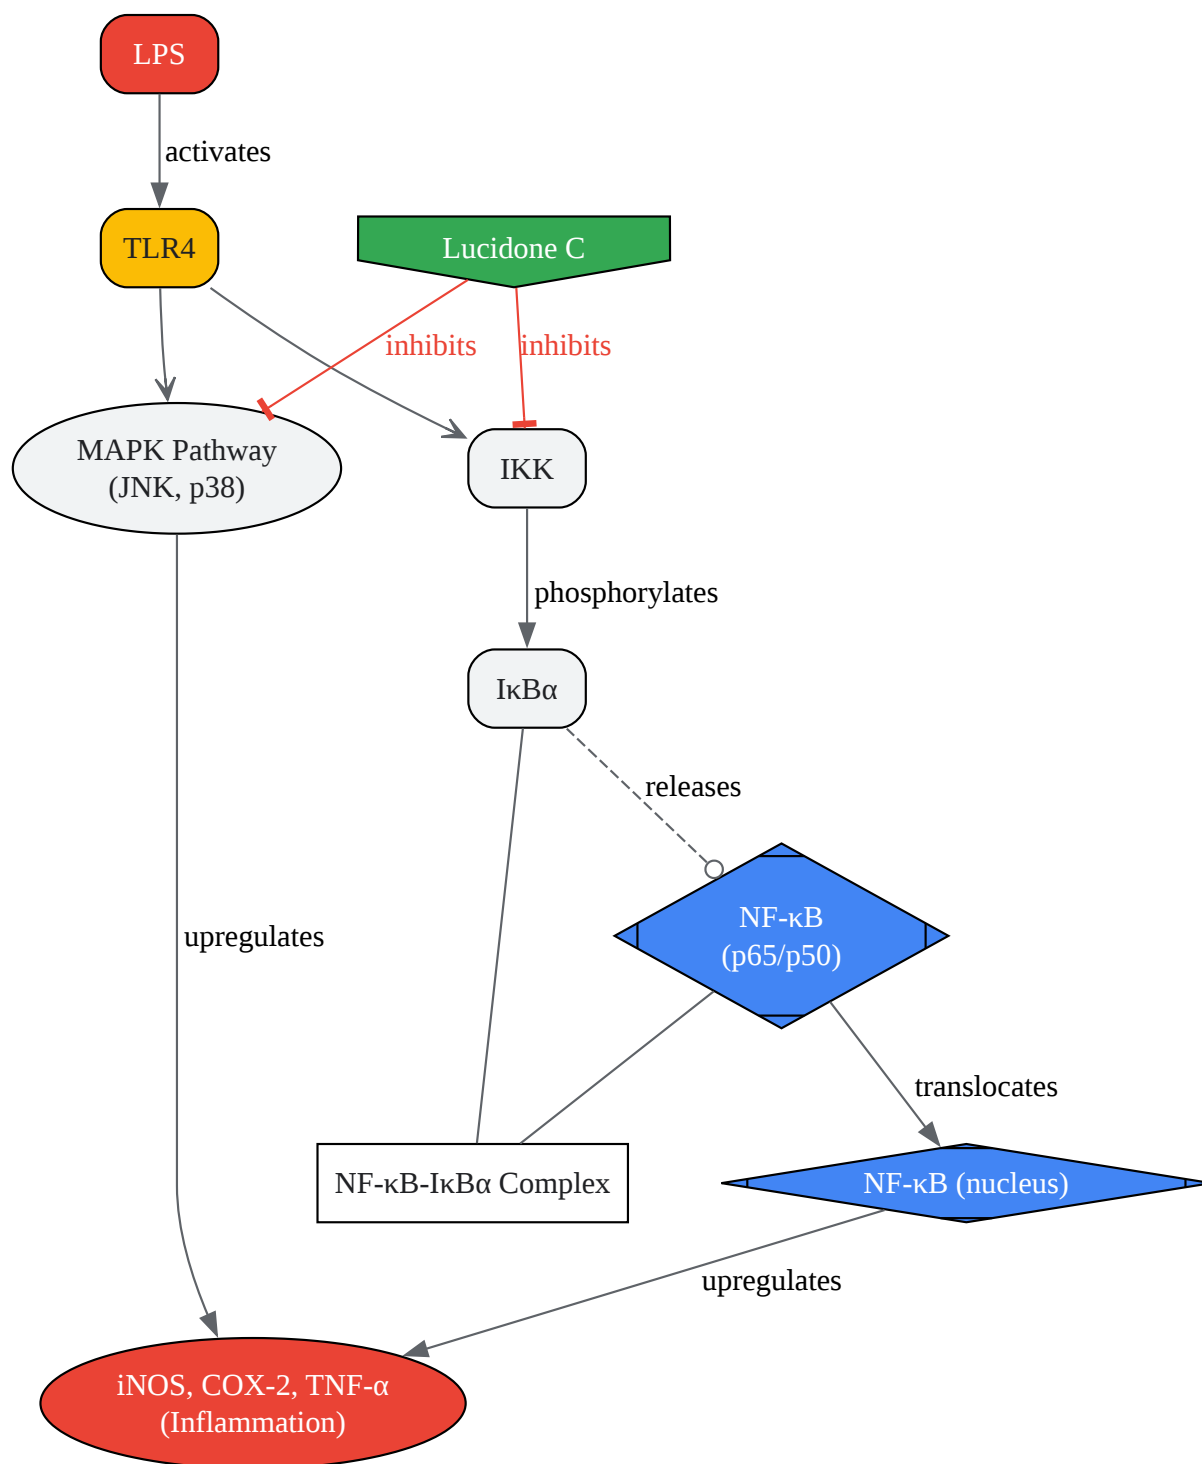 LPS
activates
TLR4
Lucidone C
inhibits
inhibits
MAPK Pathway
(JNK, p38)
IKK
phosphorylates
IκBα
releases
NF-κB
(p65/p50)
upregulates
translocates
NF-κB-IκBα Complex
NF-κB (nucleus)
upregulates
iNOS, COX-2, TNF-α
(Inflammation)